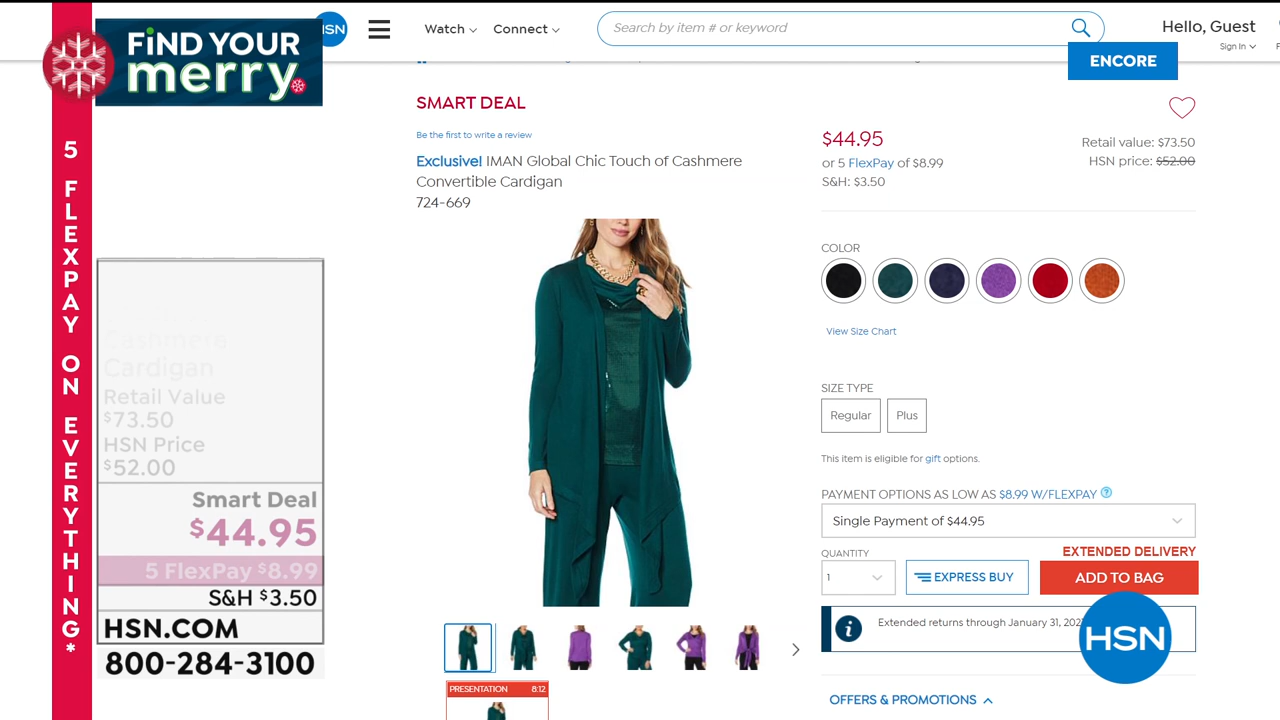 FiND YOUR
merry
HSN
Watch
Connect
Search by item # or keyword
Hello, Guest
Sign In
ENCORE
5 FLEXPAY ON EVERYTHING*
SMART DEAL
Be the first to write a review
Exclusive! IMAN Global Chic Touch of Cashmere
Convertible Cardigan
724-669
$44.95
or 5 FlexPay of $8.99
S&H: $3.50
Retail value: $73.50
HSN price: $52.00
COLOR
View Size Chart
SIZE TYPE
Regular
Plus
This item is eligible for gift options.
PAYMENT OPTIONS AS LOW AS $8.99 W/FLEXPAY ?
Single Payment of $44.95
QUANTITY
1
EXPRESS BUY
EXTENDED DELIVERY
ADD TO BAG
Extended returns through January 31, 202
HSN
OFFERS & PROMOTIONS
PRESENTATION 8:12
Cashmere
Cardigan
Retail Value
$73.50
HSN Price
$52.00
Smart Deal
$44.95
5 FlexPay $8.99
S&H $3.50
HSN.COM
800-284-3100